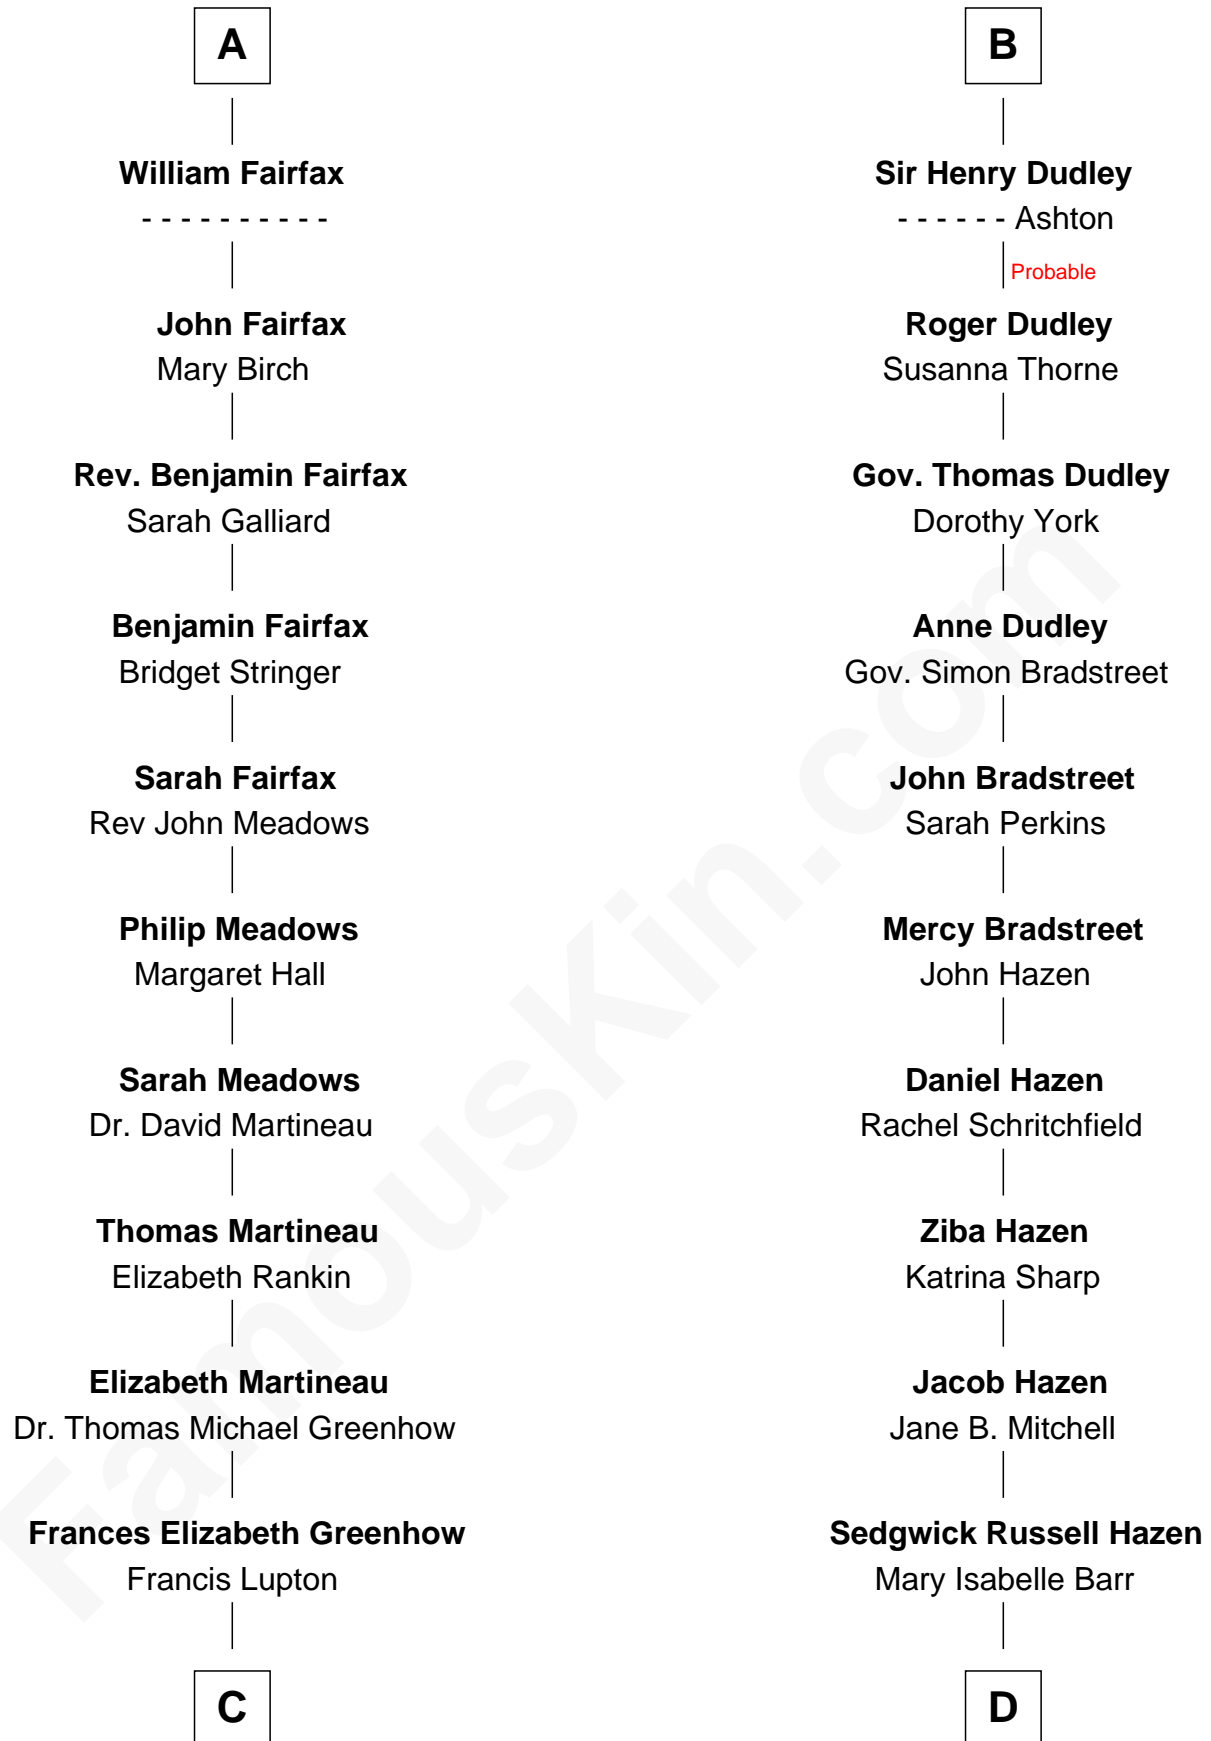 A
William Fairfax
- - - - - - - - - -
John Fairfax
Mary Birch
Rev. Benjamin Fairfax
Sarah Galliard
Benjamin Fairfax
Bridget Stringer
Sarah Fairfax
Rev John Meadows
Philip Meadows
Margaret Hall
Sarah Meadows
Dr. David Martineau
Thomas Martineau
Elizabeth Rankin
Elizabeth Martineau
Dr. Thomas Michael Greenhow
Frances Elizabeth Greenhow
Francis Lupton
C
B
Sir Henry Dudley
- - - - - - Ashton
Probable
Roger Dudley
Susanna Thorne
Gov. Thomas Dudley
Dorothy York
Anne Dudley
Gov. Simon Bradstreet
John Bradstreet
Sarah Perkins
Mercy Bradstreet
John Hazen
Daniel Hazen
Rachel Schritchfield
Ziba Hazen
Katrina Sharp
Jacob Hazen
Jane B. Mitchell
Sedgwick Russell Hazen
Mary Isabelle Barr
D
FamousKin.com